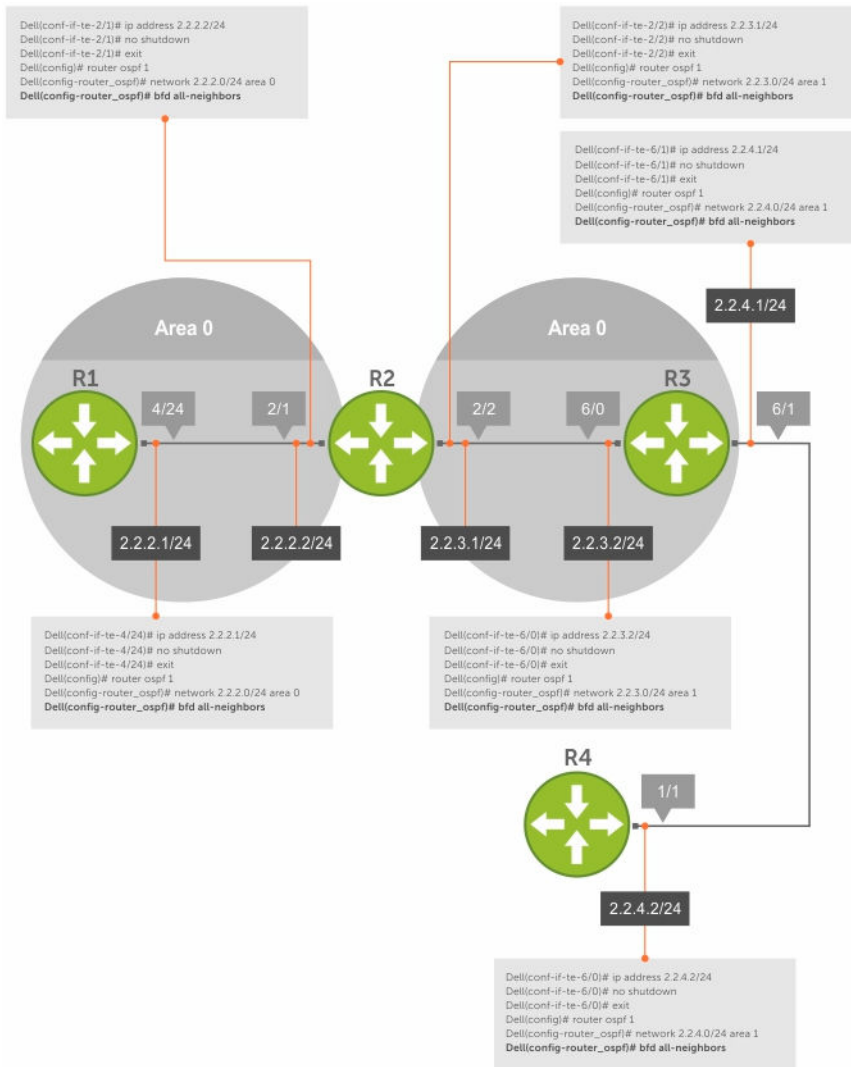 Dell(conf-if-te-2/1)# ip address 2.2.2.2/24
Dell(conf-if-te-2/1)# no shutdown
Dell(conf-if-te-2/1)# exit
Dell(config)# router ospf 1
Dell(config-router_ospf)# network 2.2.2.0/24 area 0
Dell(config-router_ospf)# bfd all-neighbors
Dell(conf-if-te-2/2)# ip address 2.2.3.1/24
Dell(conf-if-te-2/2)# no shutdown
Dell(conf-if-te-2/2)# exit
Dell(config)# router ospf 1
Dell(config-router_ospf)# network 2.2.3.0/24 area 1
Dell(config-router_ospf)# bfd all-neighbors
Dell(conf-if-te-6/1)# ip address 2.2.4.1/24
Dell(conf-if-te-6/1)# no shutdown
Dell(conf-if-te-6/1)# exit
Dell(config)# router ospf 1
Dell(config-router_ospf)# network 2.2.4.0/24 area 1
Dell(config-router_ospf)# bfd all-neighbors
2.2.4.1/24
Area 0
Area 0
R1
R2
R3
4/24
2/1
2/2
6/0
6/1
2.2.2.1/24
2.2.2.2/24
2.2.3.1/24
2.2.3.2/24
Dell(conf-if-te-4/24)# ip address 2.2.2.1/24
Dell(conf-if-te-4/24)# no shutdown
Dell(conf-if-te-4/24)# exit
Dell(config)# router ospf 1
Dell(config-router_ospf)# network 2.2.2.0/24 area 0
Dell(config-router_ospf)# bfd all-neighbors
Dell(conf-if-te-6/0)# ip address 2.2.3.2/24
Dell(conf-if-te-6/0)# no shutdown
Dell(conf-if-te-6/0)# exit
Dell(config)# router ospf 1
Dell(config-router_ospf)# network 2.2.3.0/24 area 1
Dell(config-router_ospf)# bfd all-neighbors
R4
1/1
2.2.4.2/24
Dell(conf-if-te-6/0)# ip address 2.2.4.2/24
Dell(conf-if-te-6/0)# no shutdown
Dell(conf-if-te-6/0)# exit
Dell(config)# router ospf 1
Dell(config-router_ospf)# network 2.2.4.0/24 area 1
Dell(config-router_ospf)# bfd all-neighbors